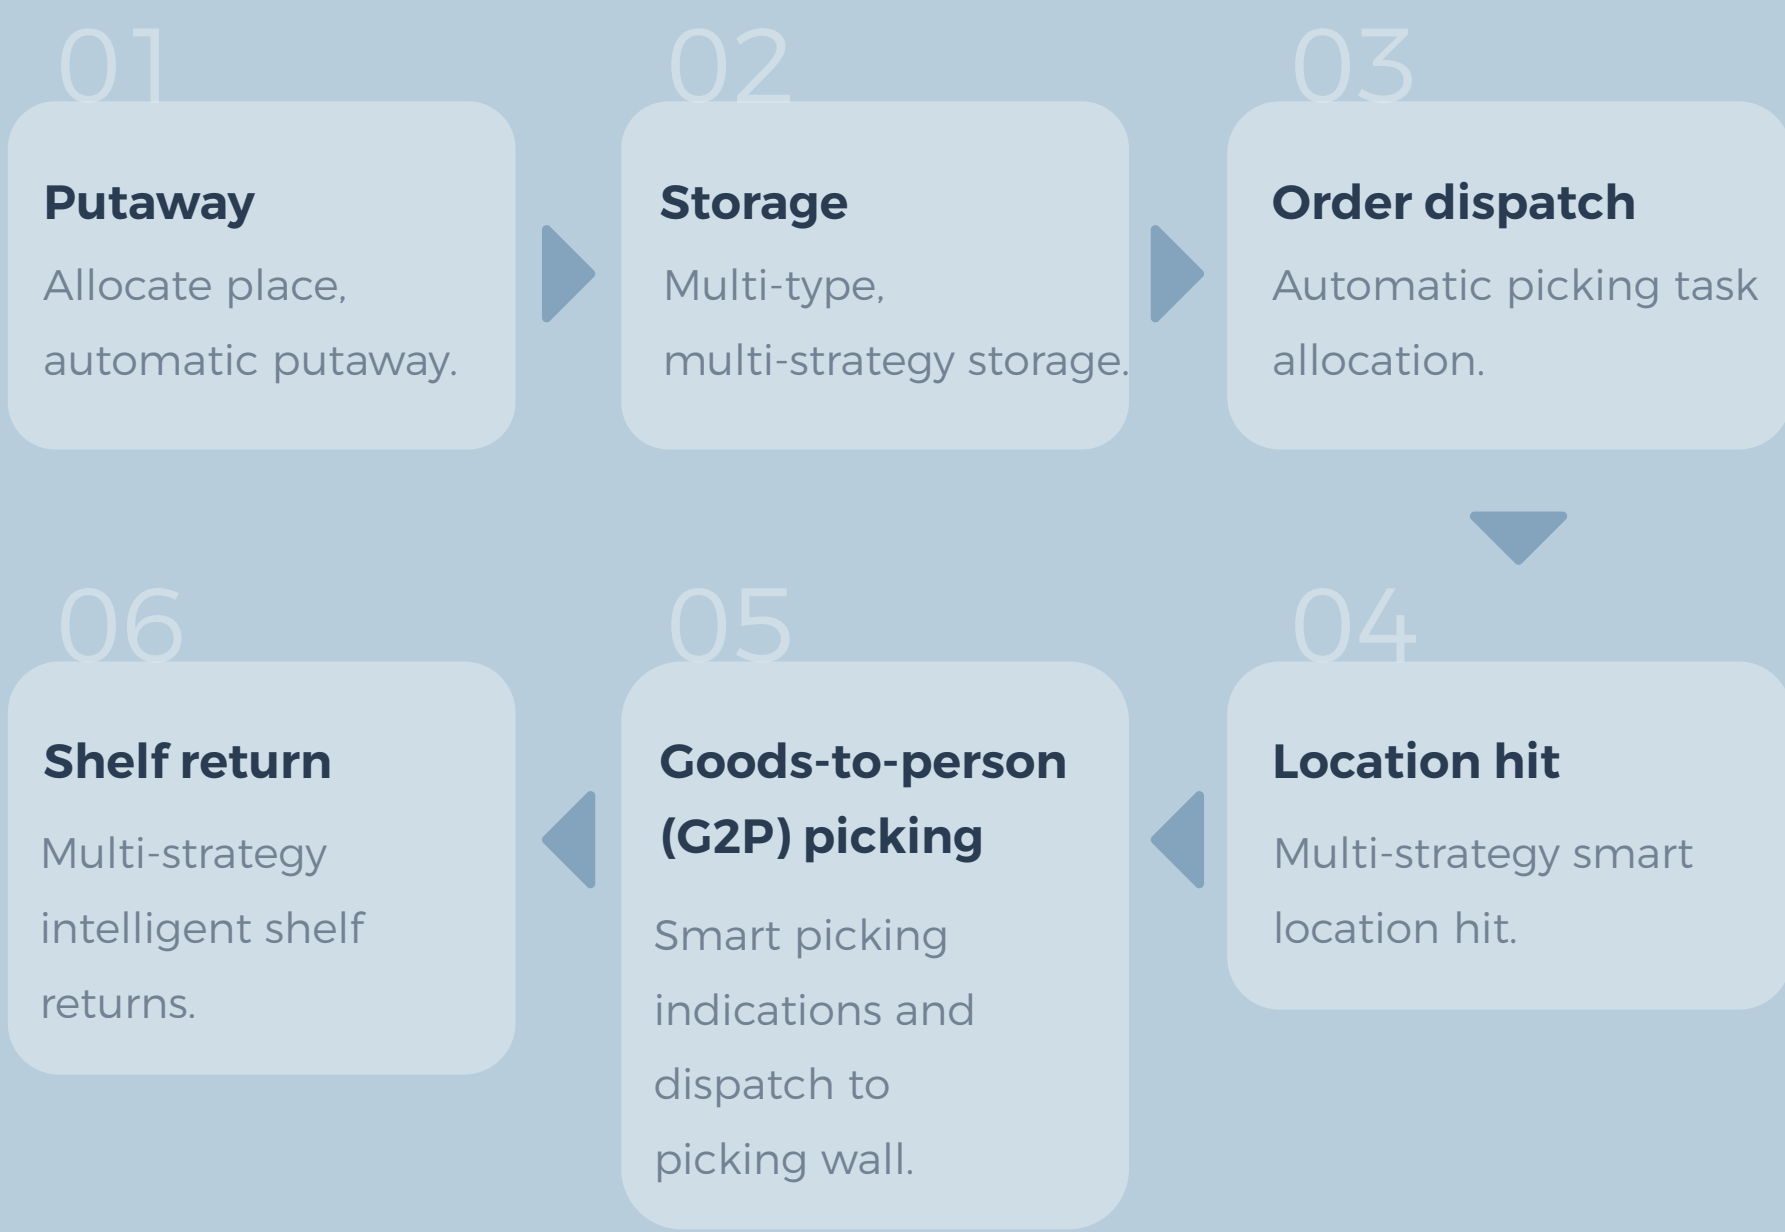 01
Putaway
Allocate place,
automatic putaway.
02
Storage
Multi-type,
multi-strategy storage.
03
Order dispatch
Automatic picking task
allocation.
04
Location hit
Multi-strategy smart
location hit.
05
Goods-to-person
(G2P) picking
Smart picking
indications and
dispatch to
picking wall.
06
Shelf return
Multi-strategy
intelligent shelf
returns.